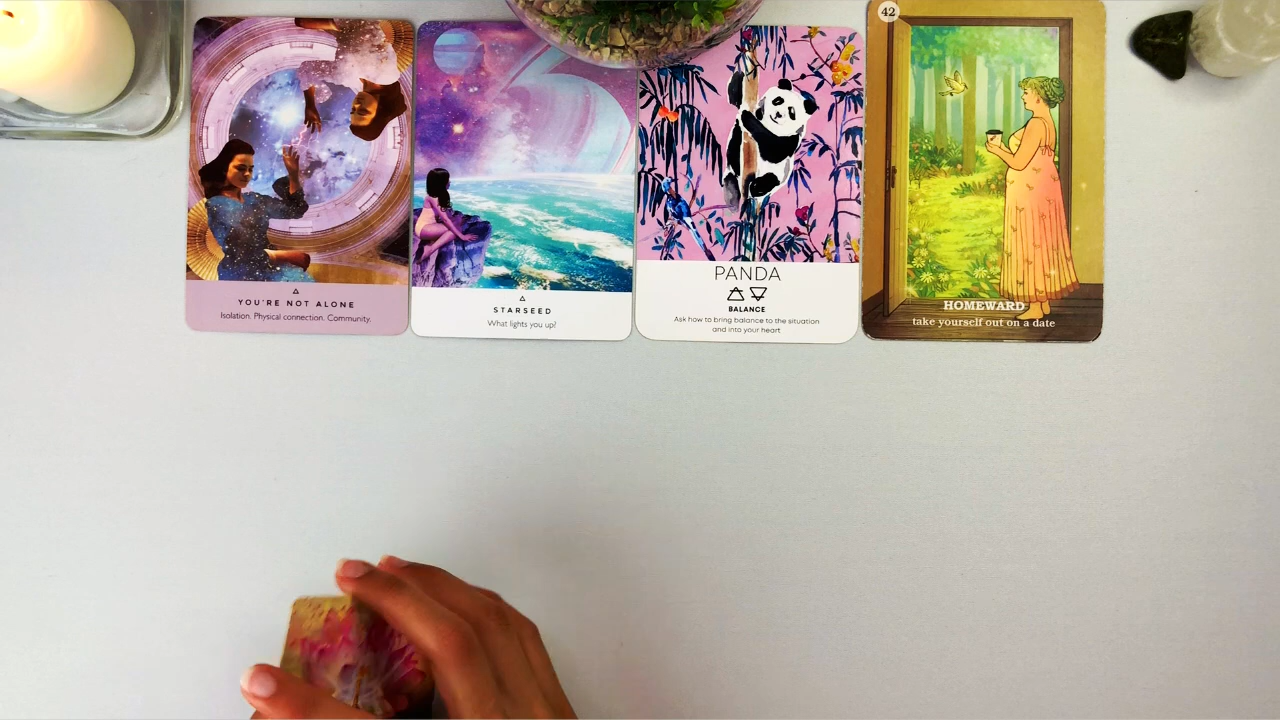 YOU'RE NOT ALONE
Isolation. Physical connection. Community.
STARSEED
What lights you up?
PANDA
BALANCE
Ask how to bring balance to the situation
and into your heart
42
HOMEWARD
take yourself out on a date